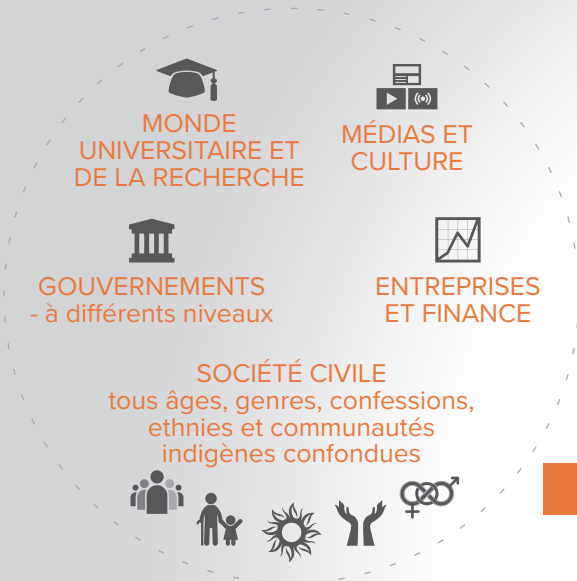 MONDE
UNIVERSITAIRE ET
DE LA RECHERCHE
MÉDIAS ET
CULTURE
GOUVERNEMENTS
- à différents niveaux
ENTREPRISES
ET FINANCE
SOCIÉTÉ CIVILE
tous âges, genres, confessions,
ethnies et communautés
indigènes confondues